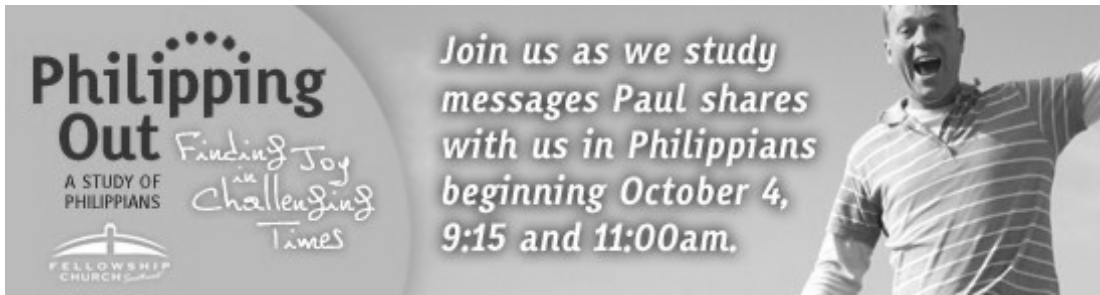 Philipping
Out
Finding Joy
in
Challenging
Times
A STUDY OF
PHILIPPIANS
FELLOWSHIP
CHURCH
Join us as we study
messages Paul shares
with us in Philippians
beginning October 4,
9:15 and 11:00am.